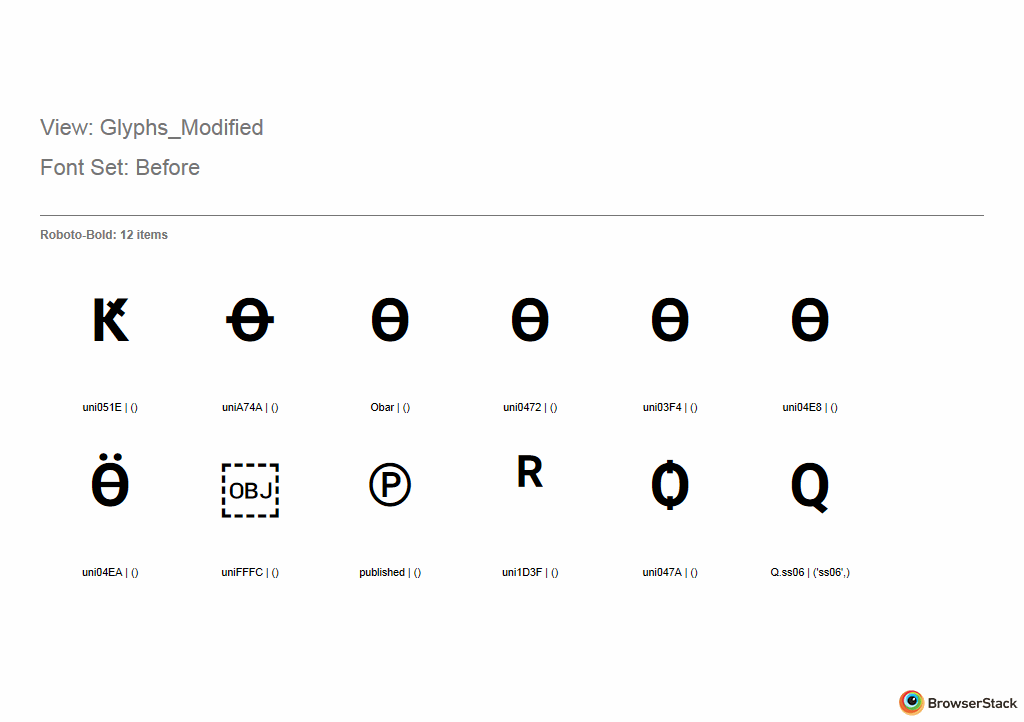 View: Glyphs_Modified
Font Set: Before
Roboto-Bold: 12 items
Ԟ Ꝋ Ɵ Ѳ ϴ Ө
uni051E | () uniA74A | () Obar | () uni0472 | () uni03F4 | () uni04E8 | ()
Ӫ OBJ ℗ ᴿ Ѻ Q
uni04EA | () uniFFFC | () published | () uni1D3F | () uni047A | () Q.ss06 | ('ss06',)
BrowserStack